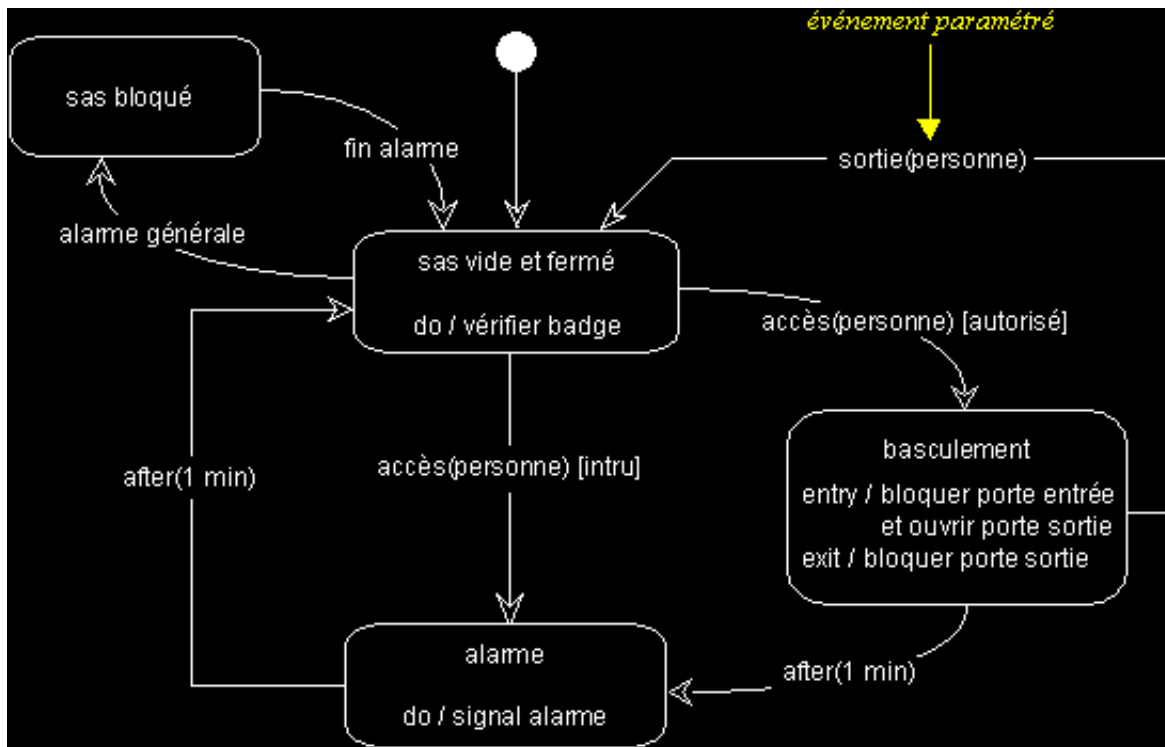 événement paramétré
sas bloqué
fin alarme
sortie(personne)
alarme générale
sas vide et fermé
do / vérifier badge
accès(personne) [autorisé]
after(1 min)
accès(personne) [intru]
basculement
entry / bloquer porte entrée
et ouvrir porte sortie
exit / bloquer porte sortie
alarme
do / signal alarme
after(1 min)